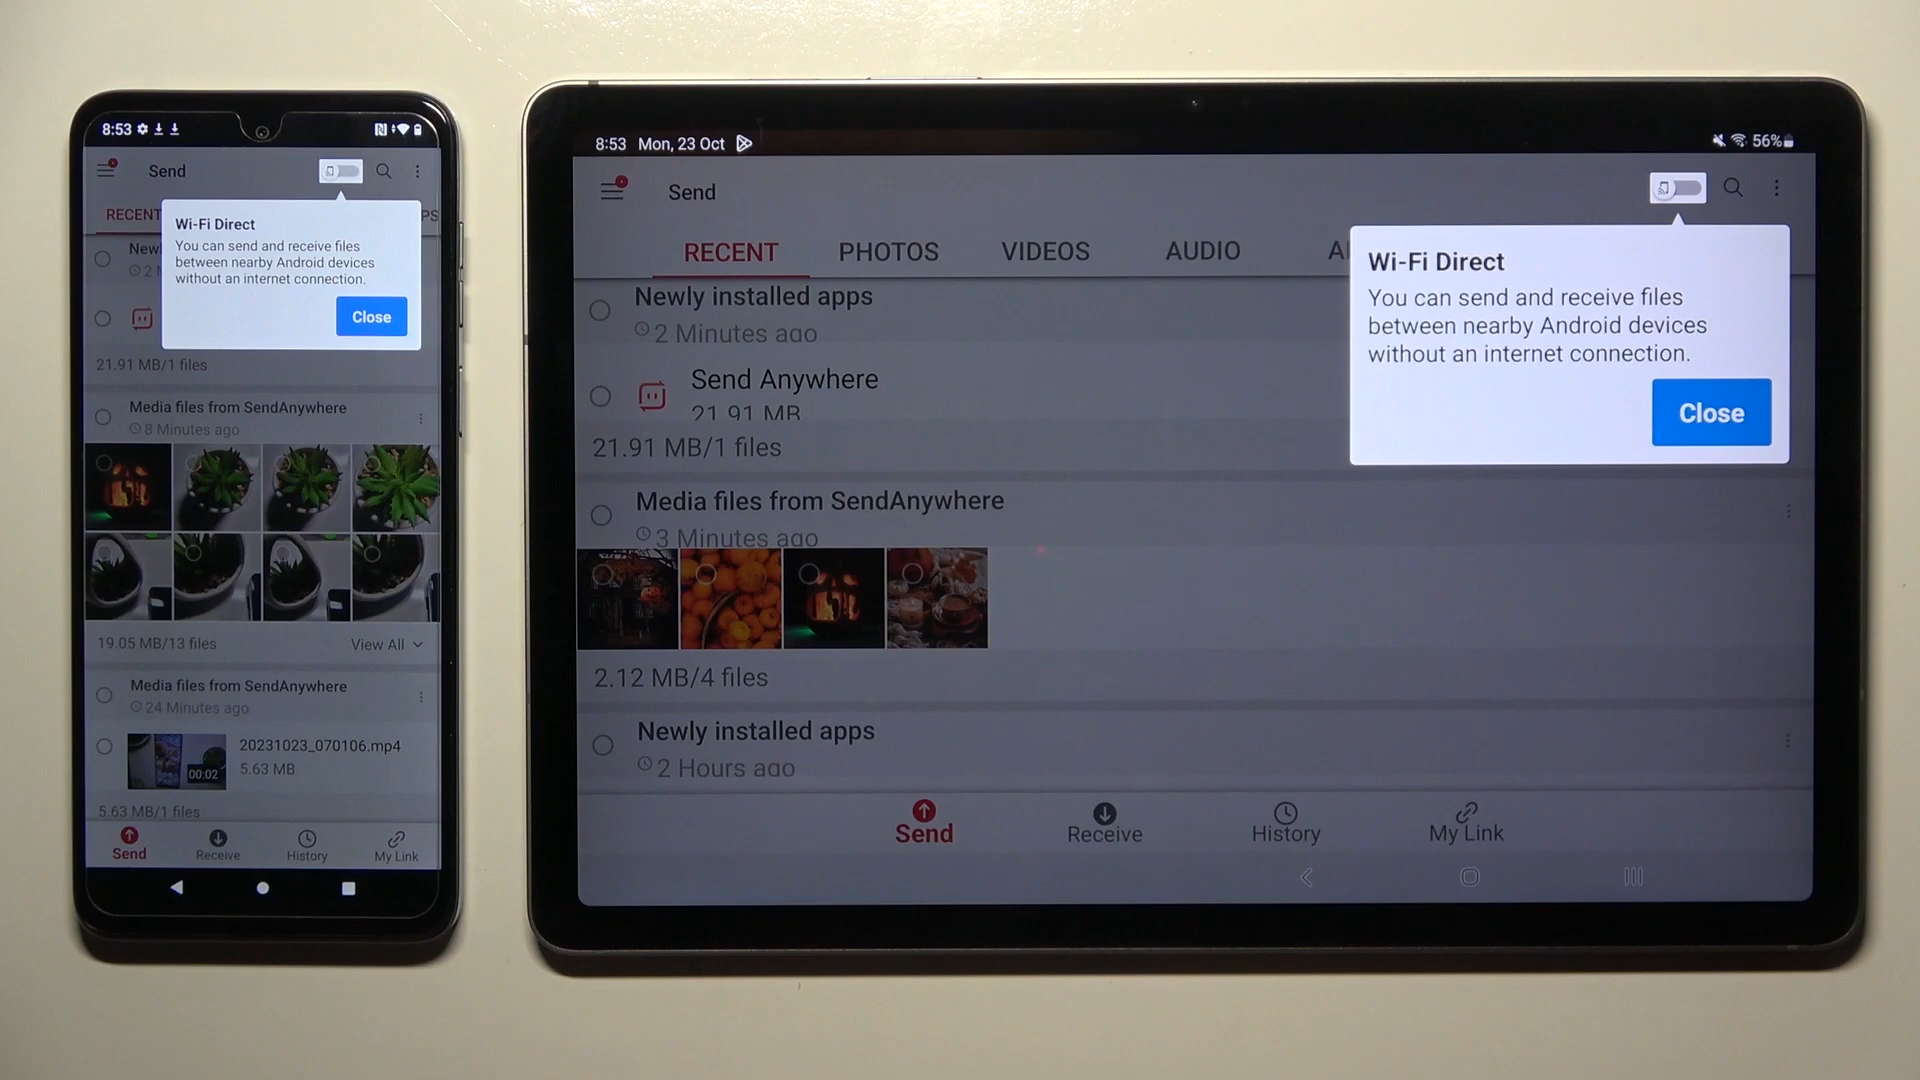 8:53
Send
RECENT
PS
Wi-Fi Direct
You can send and receive files
between nearby Android devices
without an internet connection.
Close
21.91 MB/1 files
Media files from SendAnywhere
8 Minutes ago
19.05 MB/13 files
View All
Media files from SendAnywhere
24 Minutes ago
00:02
20231023_070106.mp4
5.63 MB
5.63 MB/1 files
Send
Receive
History
My Link
8:53 Mon, 23 Oct
56%
Send
RECENT
PHOTOS
VIDEOS
AUDIO
Wi-Fi Direct
You can send and receive files
between nearby Android devices
without an internet connection.
Close
Newly installed apps
2 Minutes ago
Send Anywhere
21.91 MB
21.91 MB/1 files
Media files from SendAnywhere
3 Minutes ago
2.12 MB/4 files
Newly installed apps
2 Hours ago
Send
Receive
History
My Link